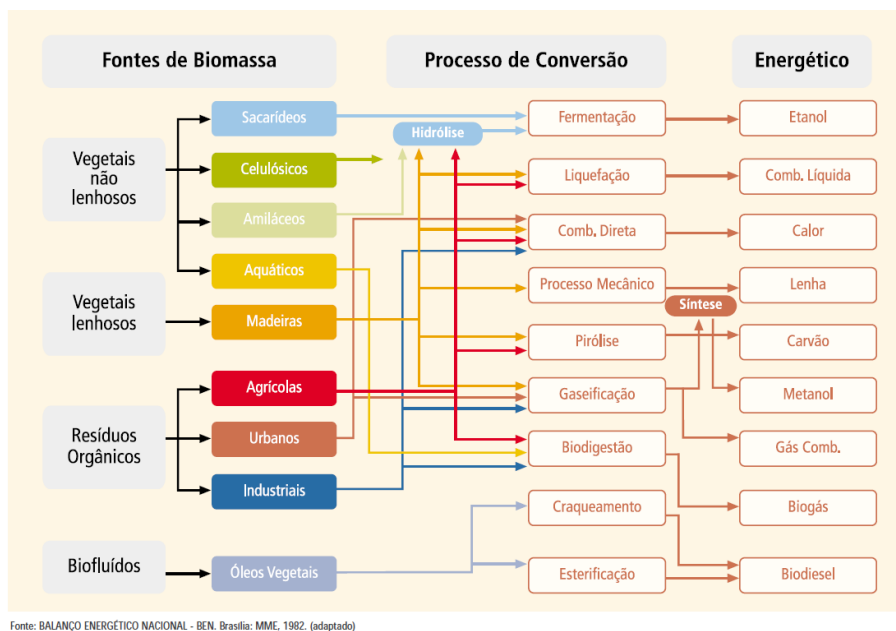 Fontes de Biomassa
Processo de Conversão
Energético
Vegetais
não
lenhosos
Vegetais
lenhosos
Resíduos
Orgânicos
Biofluídos
Sacarídeos
Celulósicos
Amiláceos
Aquáticos
Madeiras
Agrícolas
Urbanos
Industriais
Óleos Vegetais
Hidrólise
Fermentação
Liquefação
Comb. Direta
Processo Mecânico
Pirólise
Gaseificação
Biodigestão
Craqueamento
Esterificação
Síntese
Etanol
Comb. Líquida
Calor
Lenha
Carvão
Metanol
Gás Comb.
Biogás
Biodiesel
Fonte: BALANÇO ENERGÉTICO NACIONAL - BEN. Brasília: MME, 1982. (adaptado)